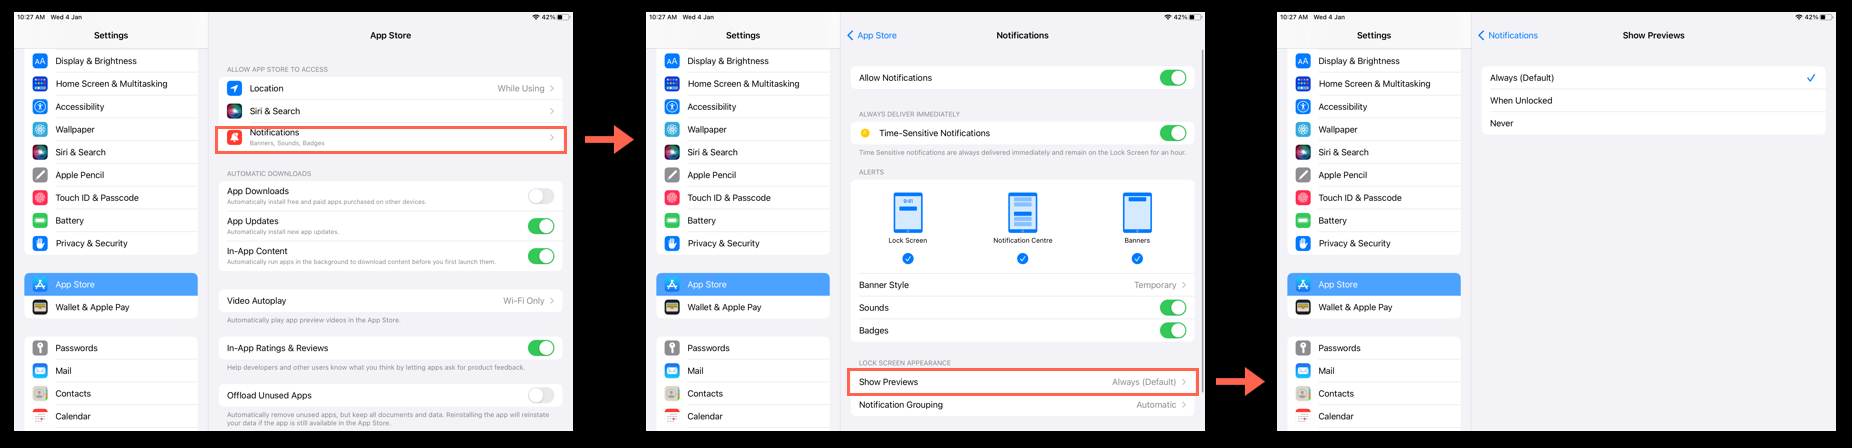 10:27 AM Wed 4 Jan
42%
Settings
Display & Brightness
Home Screen & Multitasking
Accessibility
Wallpaper
Siri & Search
Apple Pencil
Touch ID & Passcode
Battery
Privacy & Security
App Store
Wallet & Apple Pay
Passwords
Mail
Contacts
Calendar
App Store
ALLOW APP STORE TO ACCESS
Location While Using
Siri & Search
Notifications
Banners, Sounds, Badges
AUTOMATIC DOWNLOADS
App Downloads
Automatically install free and paid apps purchased on other devices.
App Updates
Automatically install new app updates.
In-App Content
Automatically run apps in the background to download content before you first launch them.
Video Autoplay Wi-Fi Only
Automatically play app preview videos in the App Store.
In-App Ratings & Reviews
Help developers and other users know what you think by letting apps ask for product feedback.
Offload Unused Apps
Automatically remove unused apps, but keep all documents and data. Reinstalling the app will reinstate
your data if the app is still available in the App Store.
10:27 AM Wed 4 Jan
42%
Settings
Display & Brightness
Home Screen & Multitasking
Accessibility
Wallpaper
Siri & Search
Apple Pencil
Touch ID & Passcode
Battery
Privacy & Security
App Store
Wallet & Apple Pay
Passwords
Mail
Contacts
Calendar
App Store
Notifications
Allow Notifications
ALWAYS DELIVER IMMEDIATELY
Time-Sensitive Notifications
Time Sensitive notifications are always delivered immediately and remain on the Lock Screen for an hour.
ALERTS
9:41
Lock Screen Notification Centre Banners
Banner Style Temporary
Sounds
Badges
LOCK SCREEN APPEARANCE
Show Previews Always (Default)
Notification Grouping Automatic
10:27 AM Wed 4 Jan
42%
Settings
Display & Brightness
Home Screen & Multitasking
Accessibility
Wallpaper
Siri & Search
Apple Pencil
Touch ID & Passcode
Battery
Privacy & Security
App Store
Wallet & Apple Pay
Passwords
Mail
Contacts
Calendar
Notifications
Show Previews
Always (Default)
When Unlocked
Never